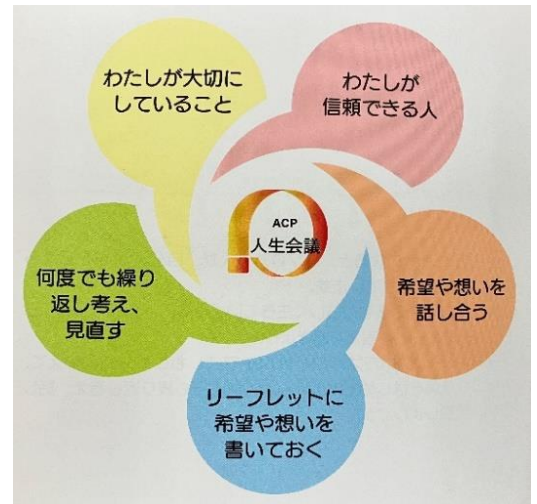 わたしが大切に
していること
わたしが
信頼できる人
希望や想いを
話し合う
リーフレットに
希望や想いを
書いておく
何度でも繰り
返し考え、
見直す
ACP
人生会議